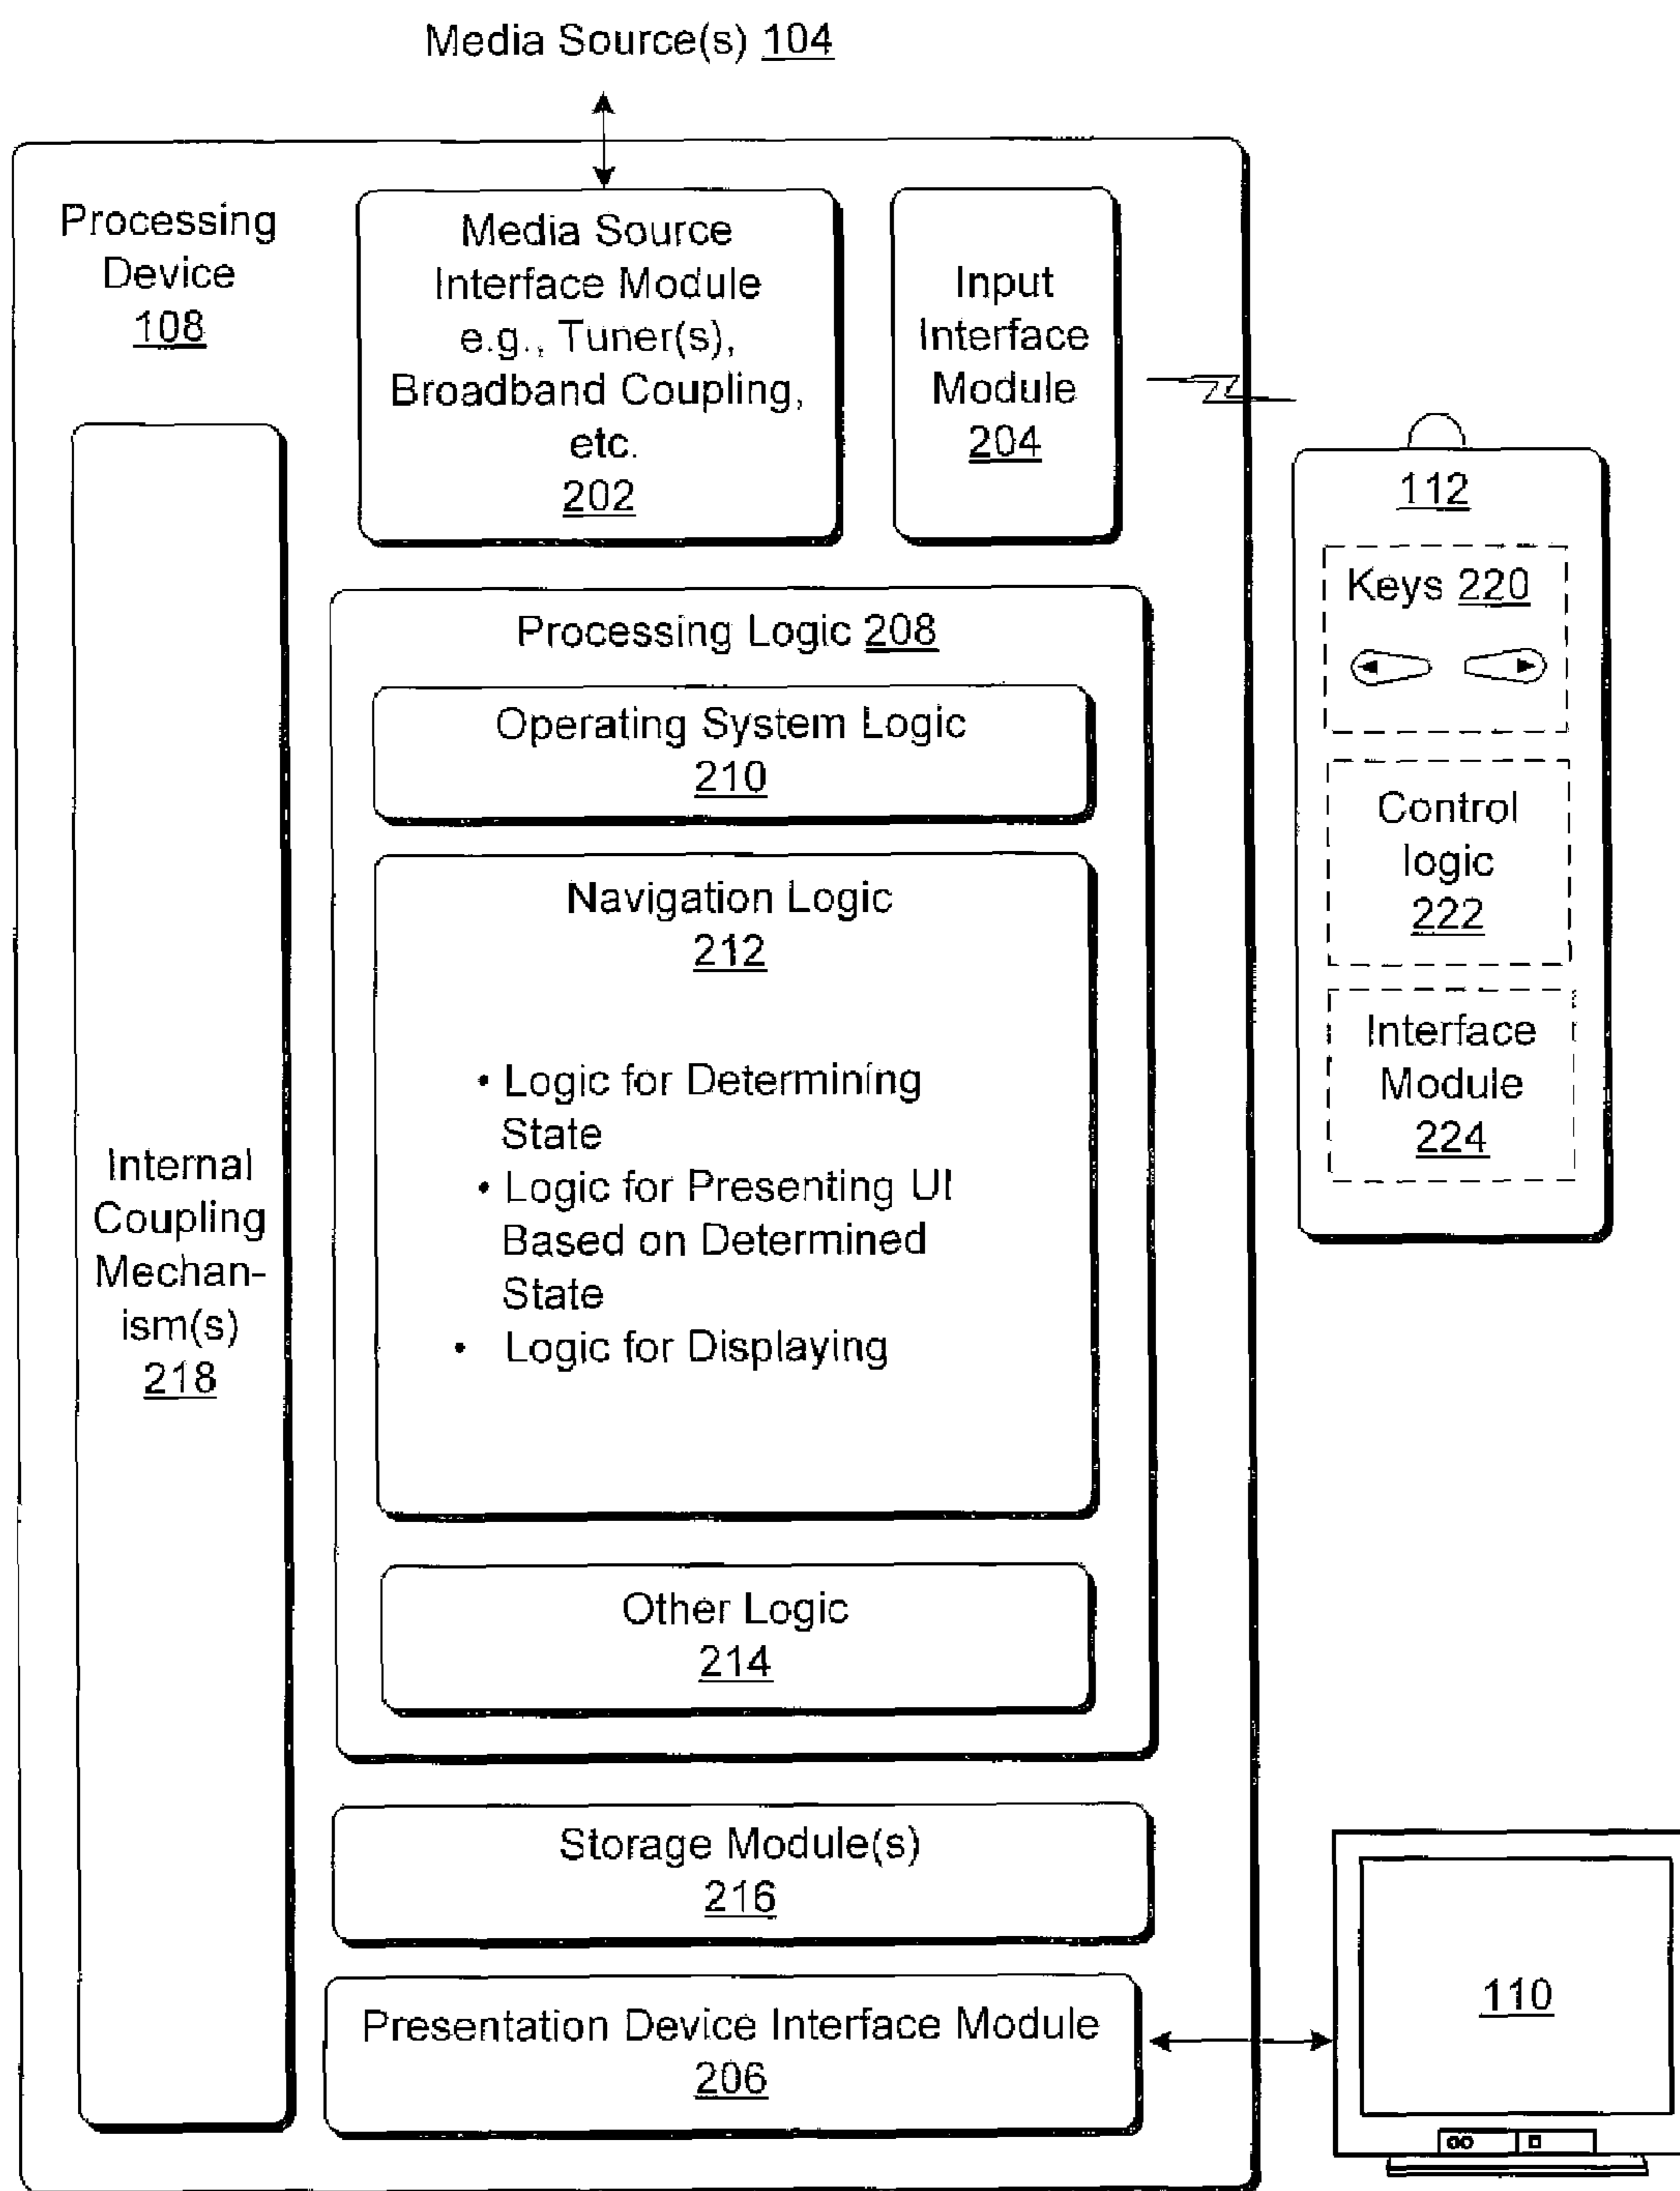 Media Source(s) 104
Processing
Device
108
Media Source
Interface Module
e.g., Tuner(s),
Broadband Coupling,
etc.
202
Input
Interface
Module
204
112
Keys 220
Control
logic
222
Interface
Module
224
Processing Logic 208
Operating System Logic
210
Navigation Logic
212
• Logic for Determining
State
• Logic for Presenting UI
Based on Determined
State
• Logic for Displaying
Internal
Coupling
Mechan-
ism(s)
218
Other Logic
214
Storage Module(s)
216
Presentation Device Interface Module
206
110